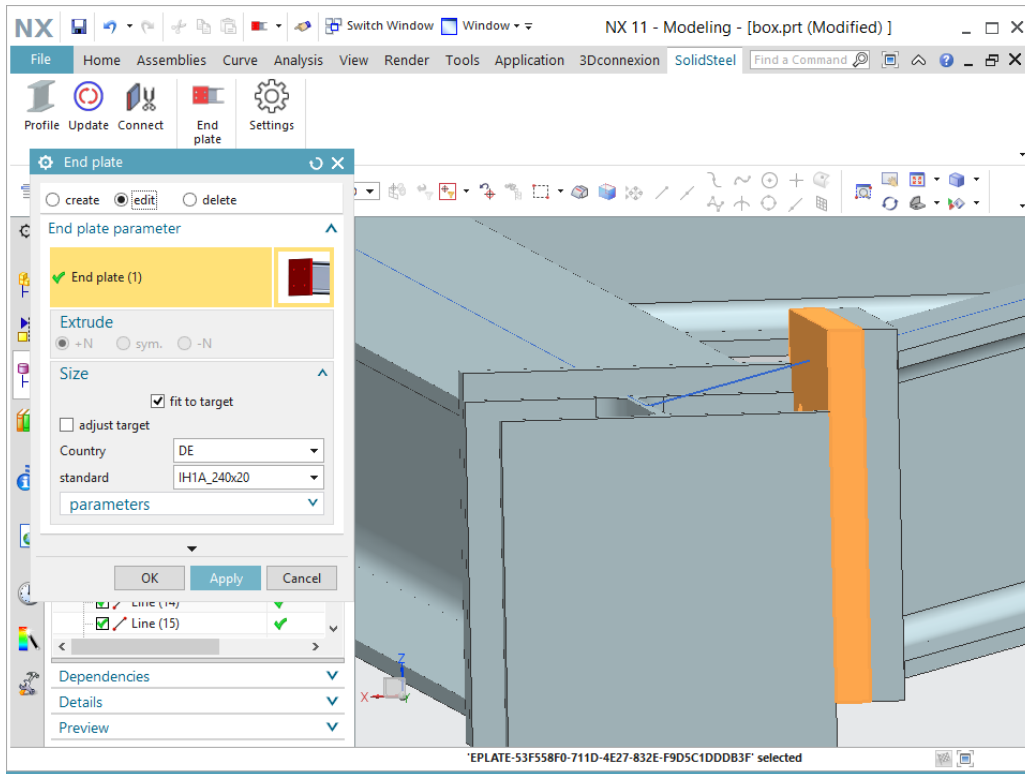 NX Switch Window Window NX 11 - Modeling - [box.prt (Modified) ]
File Home Assemblies Curve Analysis View Render Tools Application 3Dconnexion SolidSteel Find a Command
Profile Update Connect End plate Settings
End plate
create edit delete
End plate parameter
End plate (1)
Extrude
+N sym. -N
Size
fit to target
adjust target
Country DE
standard IH1A_240x20
parameters
OK Apply Cancel
Line (14)
Line (15)
Dependencies
Details
Preview
Z
X
Y
'EPLATE-53F558F0-711D-4E27-832E-F9D5C1DDDB3F' selected